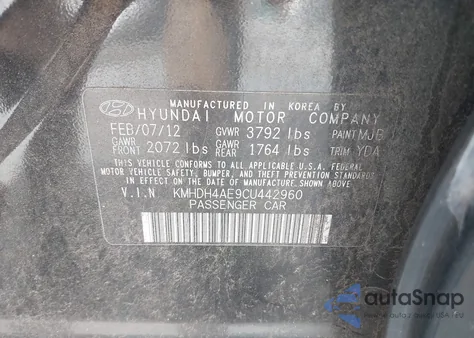 MANUFACTURED IN KOREA BY
HYUNDAI MOTOR COMPANY
FEB/07/12 GVWR 3792 lbs PAINT MJB
GAWR FRONT 2072 lbs GAWR REAR 1764 lbs TRIM YDA
THIS VEHICLE CONFORMS TO ALL APPLICABLE U.S.A. FEDERAL
MOTOR VEHICLE SAFETY, BUMPER, AND THEFT PREVENTION
STANDARDS IN EFFECT ON THE DATE OF MANUFACTURE SHOWN ABOVE.
V.I.N KMHDH4AE9CU442960
PASSENGER CAR
autoSnap